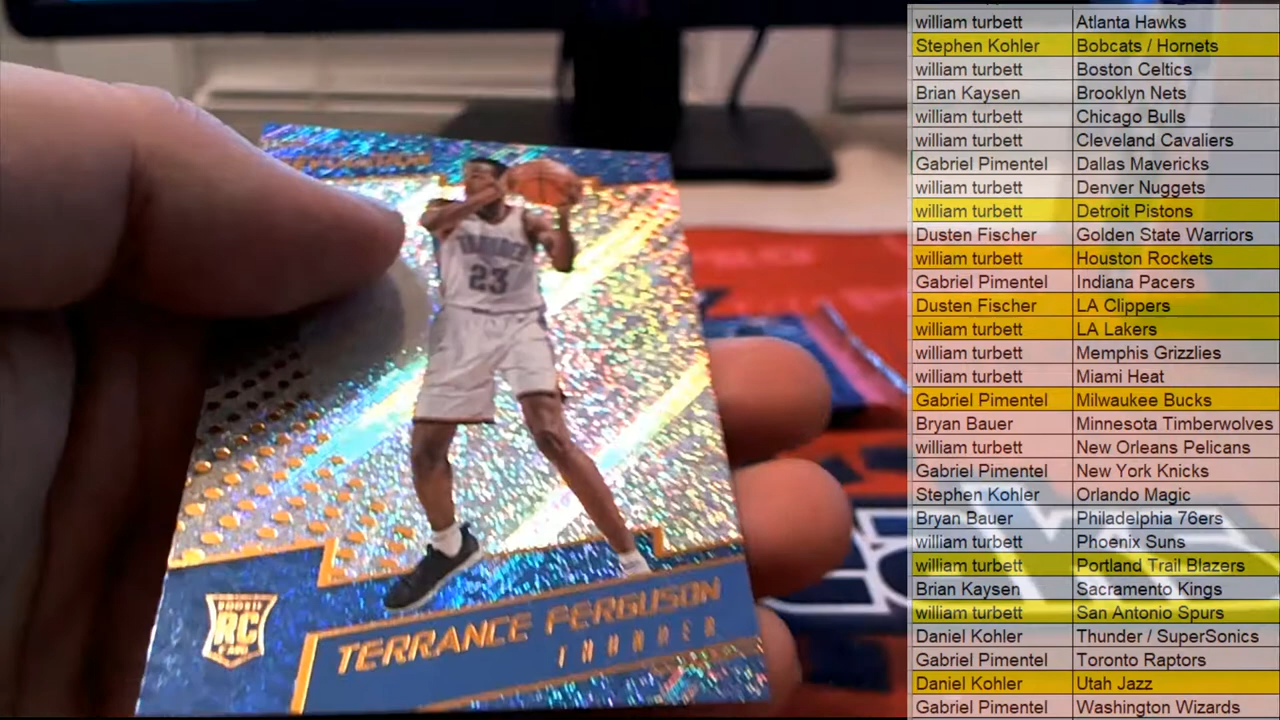 REVOLUTION
THUNDER
23
ROOKIE
RC
CARD
TERRANCE FERGUSON
THUNDER
william turbett Atlanta Hawks
Stephen Kohler Bobcats / Hornets
william turbett Boston Celtics
Brian Kaysen Brooklyn Nets
william turbett Chicago Bulls
william turbett Cleveland Cavaliers
Gabriel Pimentel Dallas Mavericks
william turbett Denver Nuggets
william turbett Detroit Pistons
Dusten Fischer Golden State Warriors
william turbett Houston Rockets
Gabriel Pimentel Indiana Pacers
Dusten Fischer LA Clippers
william turbett LA Lakers
william turbett Memphis Grizzlies
william turbett Miami Heat
Gabriel Pimentel Milwaukee Bucks
Bryan Bauer Minnesota Timberwolves
william turbett New Orleans Pelicans
Gabriel Pimentel New York Knicks
Stephen Kohler Orlando Magic
Bryan Bauer Philadelphia 76ers
william turbett Phoenix Suns
william turbett Portland Trail Blazers
Brian Kaysen Sacramento Kings
william turbett San Antonio Spurs
Daniel Kohler Thunder / SuperSonics
Gabriel Pimentel Toronto Raptors
Daniel Kohler Utah Jazz
Gabriel Pimentel Washington Wizards